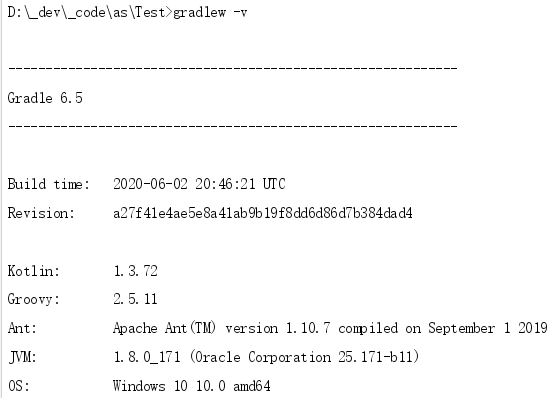 D:\_dev\_code\as\Test>gradlew -v
------------------------------------------------------------
Gradle 6.5
------------------------------------------------------------
Build time:   2020-06-02 20:46:21 UTC
Revision:     a27f41e4ae5e8a41ab9b19f8dd6d86d7b384dad4
Kotlin:       1.3.72
Groovy:       2.5.11
Ant:          Apache Ant(TM) version 1.10.7 compiled on September 1 2019
JVM:          1.8.0_171 (Oracle Corporation 25.171-b11)
OS:           Windows 10 10.0 amd64